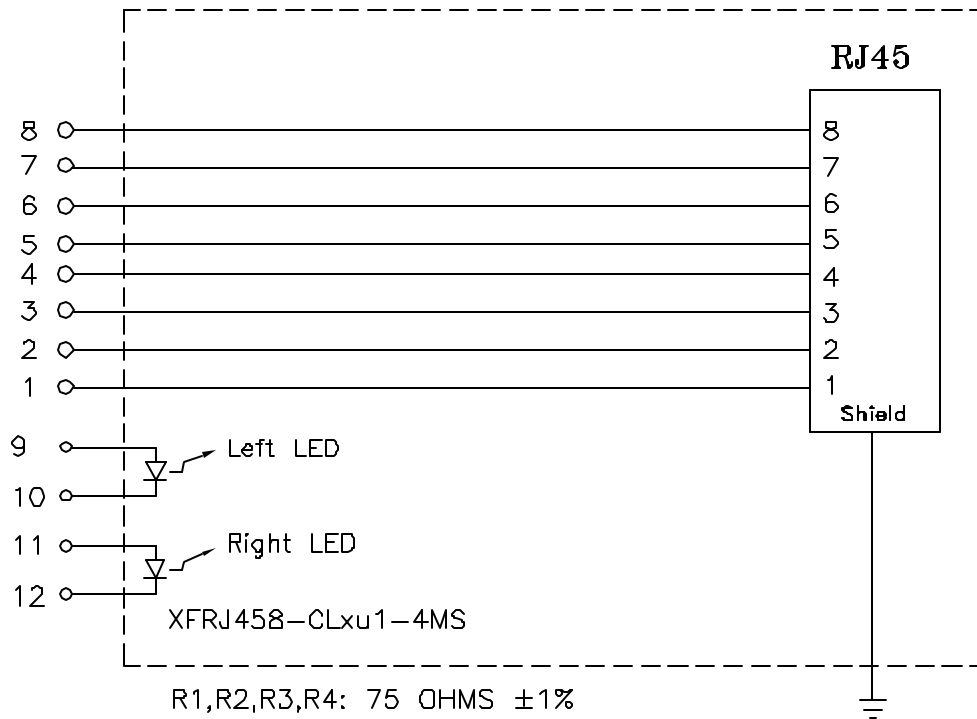 RJ45
8 8
7 7
6 6
5 5
4 4
3 3
2 2
1 1
Shield
9 Left LED
10
11 Right LED
12
XFRJ458-CLxu1-4MS
R1,R2,R3,R4: 75 OHMS ±1%